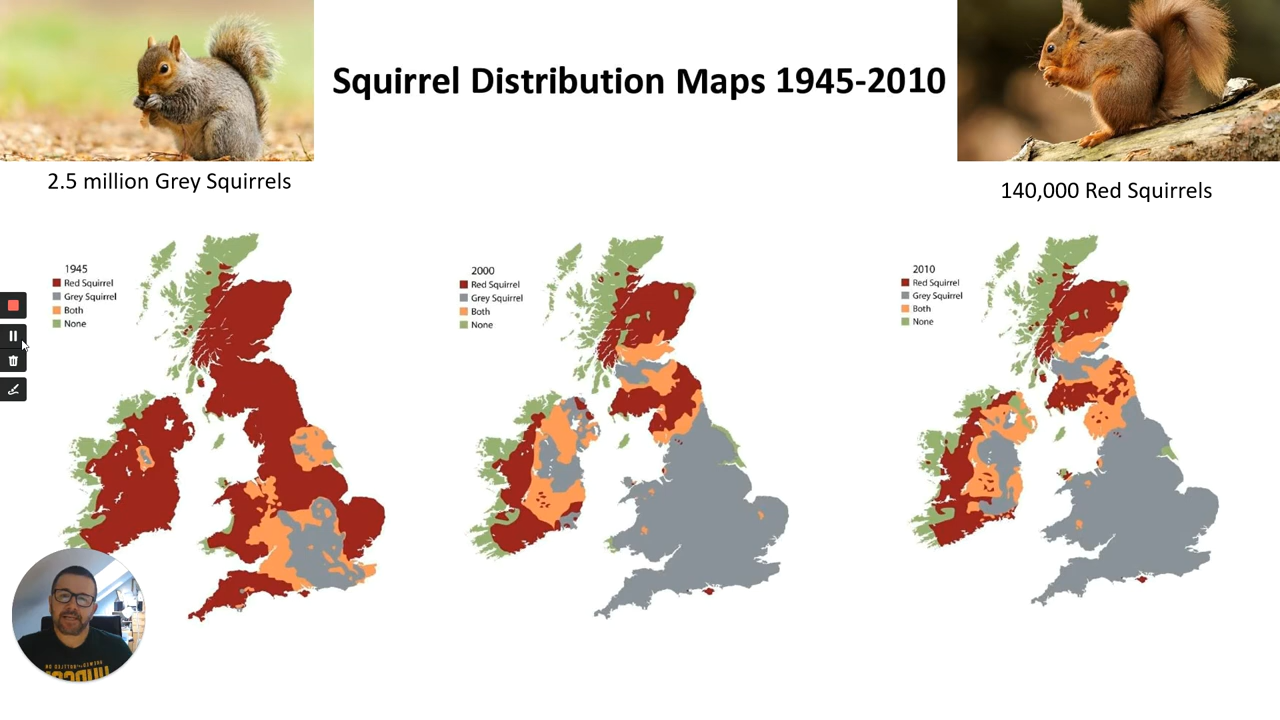 Squirrel Distribution Maps 1945-2010
2.5 million Grey Squirrels
140,000 Red Squirrels
1945
Red Squirrel
Grey Squirrel
Both
None
2000
Red Squirrel
Grey Squirrel
Both
None
2010
Red Squirrel
Grey Squirrel
Both
None